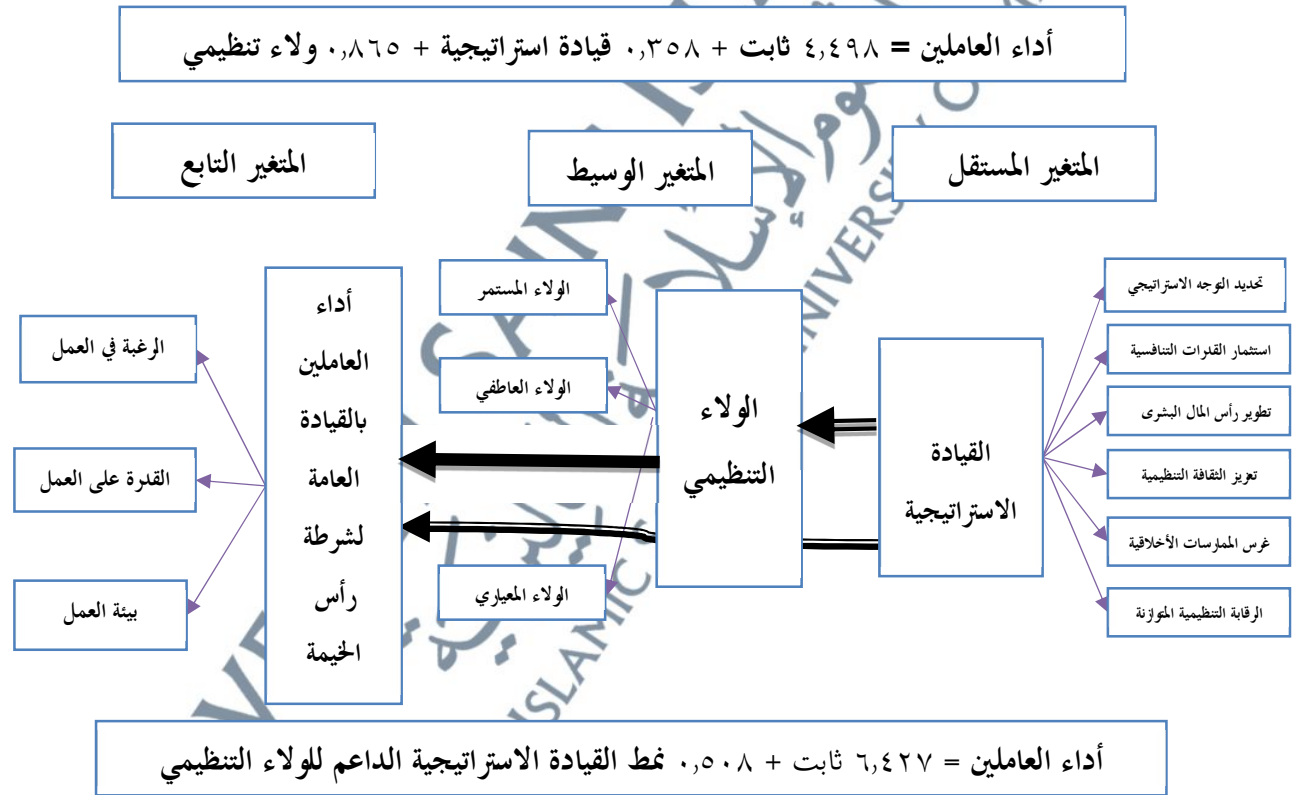 أداء العاملين = ٤,٤٩٨ ثابت + ٠,٣٥٨ قيادة استراتيجية + ٠,٨٦٥ ولاء تنظيمي
المتغير المستقل
المتغير الوسيط
المتغير التابع
تحديد التوجه الاستراتيجي
استثمار القدرات التنافسية
تطوير رأس المال البشرى
تعزيز الثقافة التنظيمية
غرس الممارسات الأخلاقية
الرقابة التنظيمية المتوازنة
القيادة
الاستراتيجية
الولاء
التنظيمي
الولاء المستمر
الولاء العاطفي
الولاء المعياري
أداء
العاملين
بالقيادة
العامة
لشرطة
رأس
الخيمة
الرغبة في العمل
القدرة على العمل
بيئة العمل
أداء العاملين = ٦,٤٢٧ ثابت + ٠,٥٠٨ نمط القيادة الاستراتيجية الداعم للولاء التنظيمي